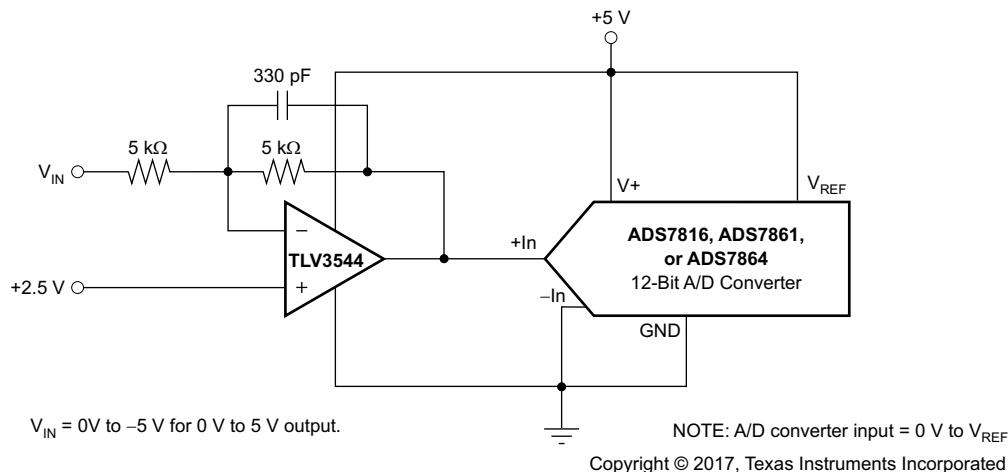 +5 V
330 pF
5 kΩ
5 kΩ
V_IN
V+
V_REF
−
TLV3544
+
+2.5 V
+In
ADS7816, ADS7861,
or ADS7864
12-Bit A/D Converter
−In
GND
V_IN = 0V to −5 V for 0 V to 5 V output.
NOTE: A/D converter input = 0 V to V_REF
Copyright © 2017, Texas Instruments Incorporated